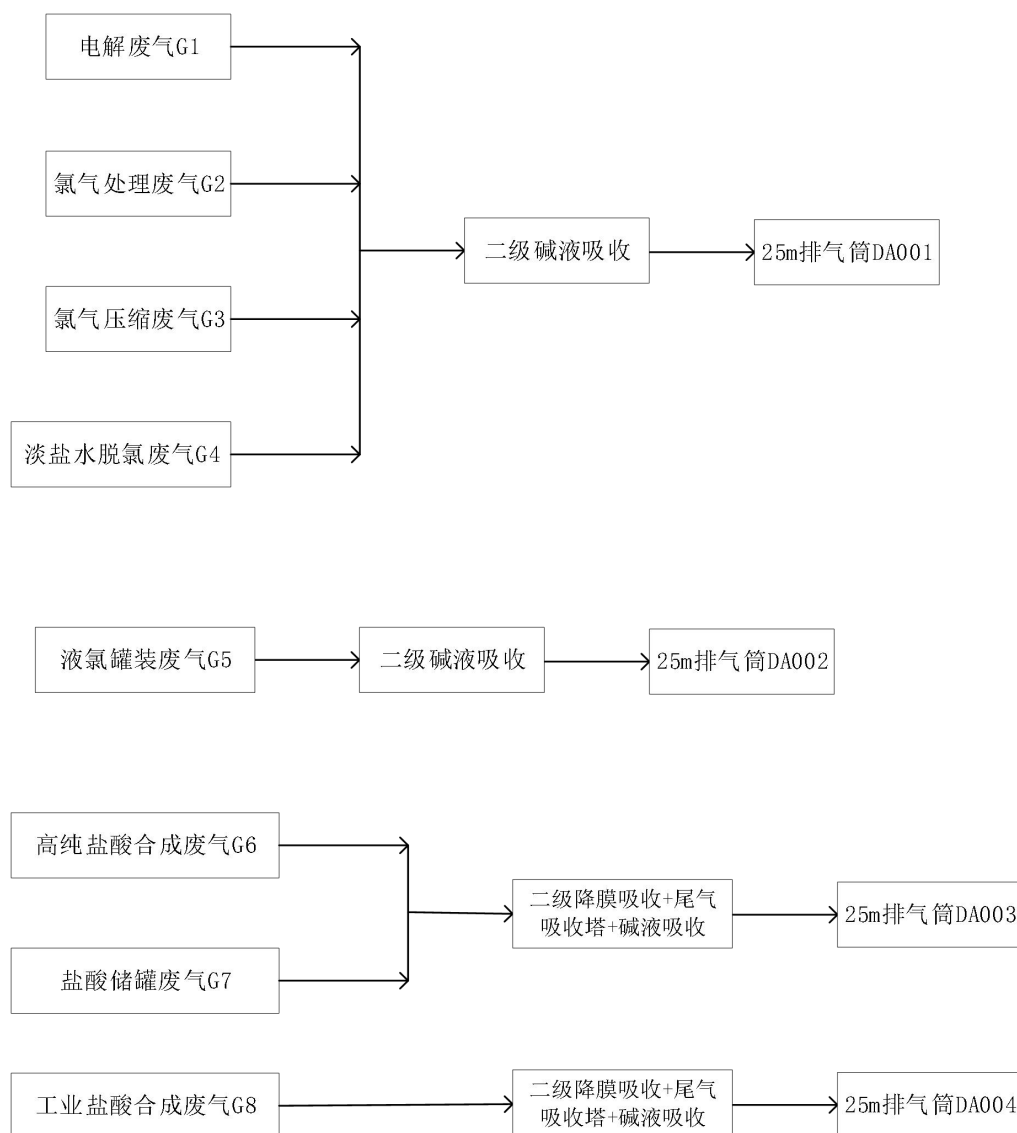 电解废气G1
氯气处理废气G2
二级碱液吸收
25m排气筒DA001
氯气压缩废气G3
淡盐水脱氯废气G4
液氯罐装废气G5
二级碱液吸收
25m排气筒DA002
高纯盐酸合成废气G6
二级降膜吸收+尾气
吸收塔+碱液吸收
25m排气筒DA003
盐酸储罐废气G7
工业盐酸合成废气G8
二级降膜吸收+尾气
吸收塔+碱液吸收
25m排气筒DA004